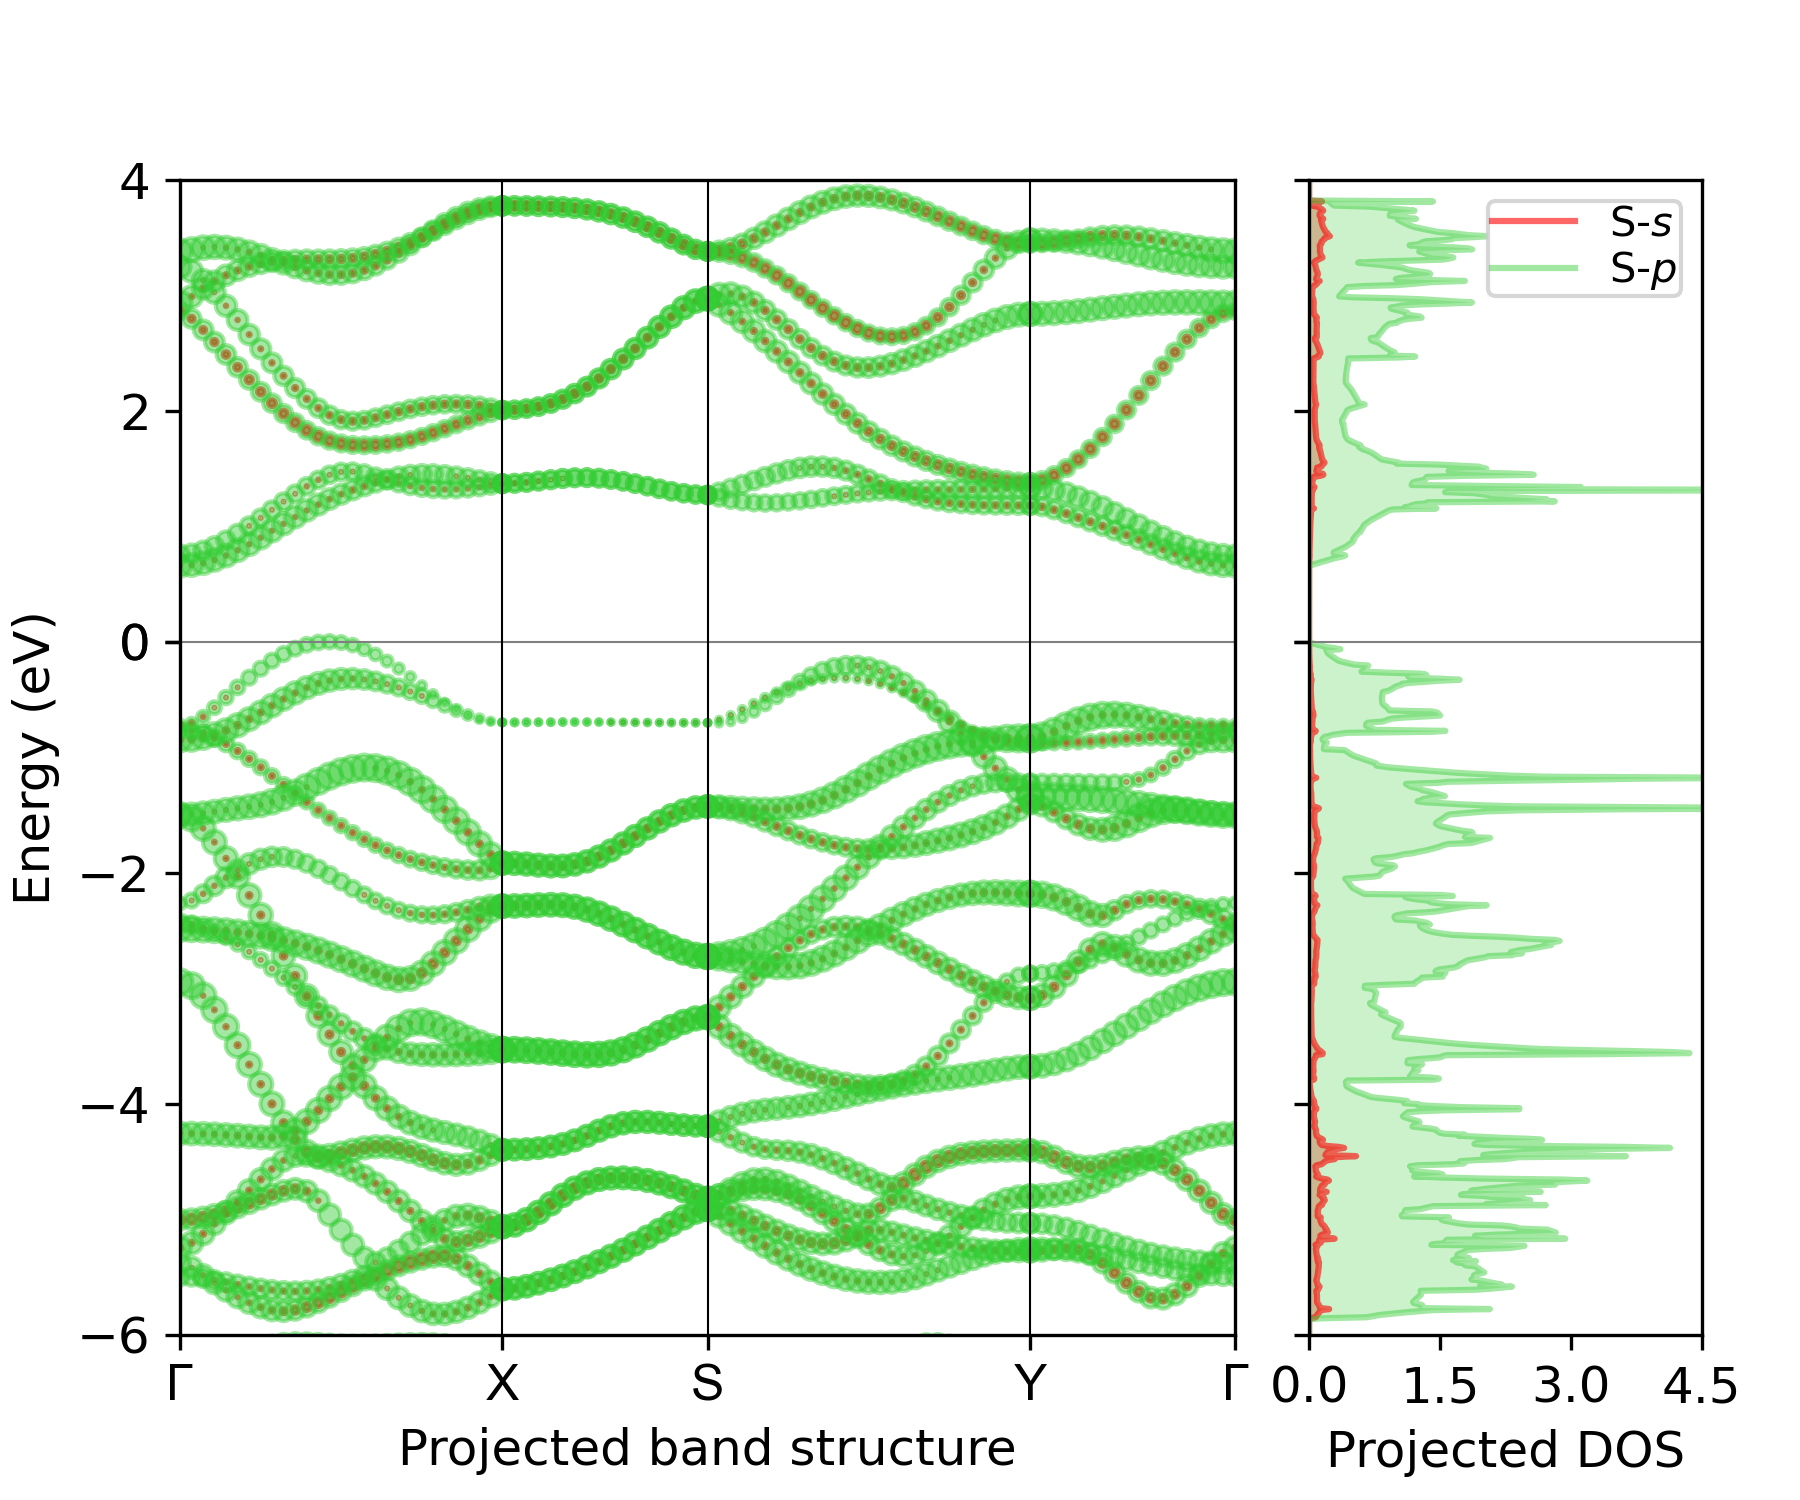 4
2
0
−2
−4
−6
Energy (eV)
Γ X S Y Γ
Projected band structure
S-s
S-p
0.0 1.5 3.0 4.5
Projected DOS